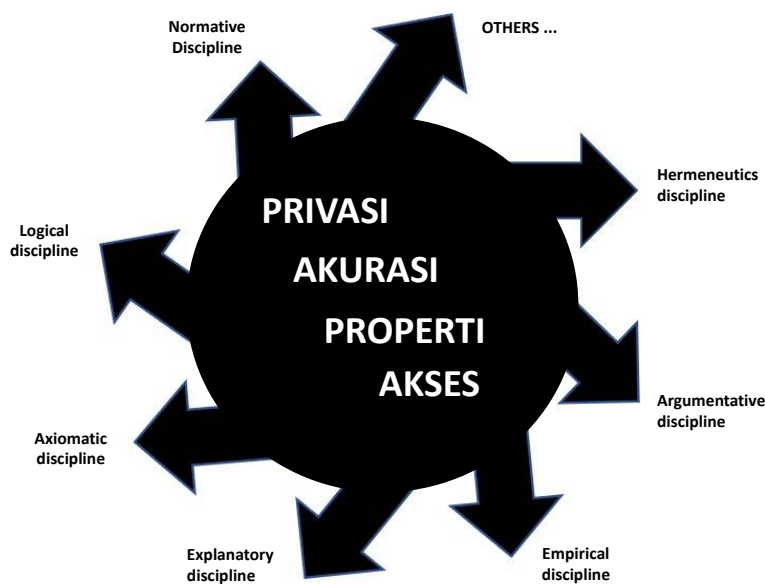 Normative
Discipline
OTHERS ...
Hermeneutics
discipline
PRIVASI
Logical
discipline
AKURASI
PROPERTI
AKSES
Argumentative
discipline
Axiomatic
discipline
Explanatory
discipline
Empirical
discipline